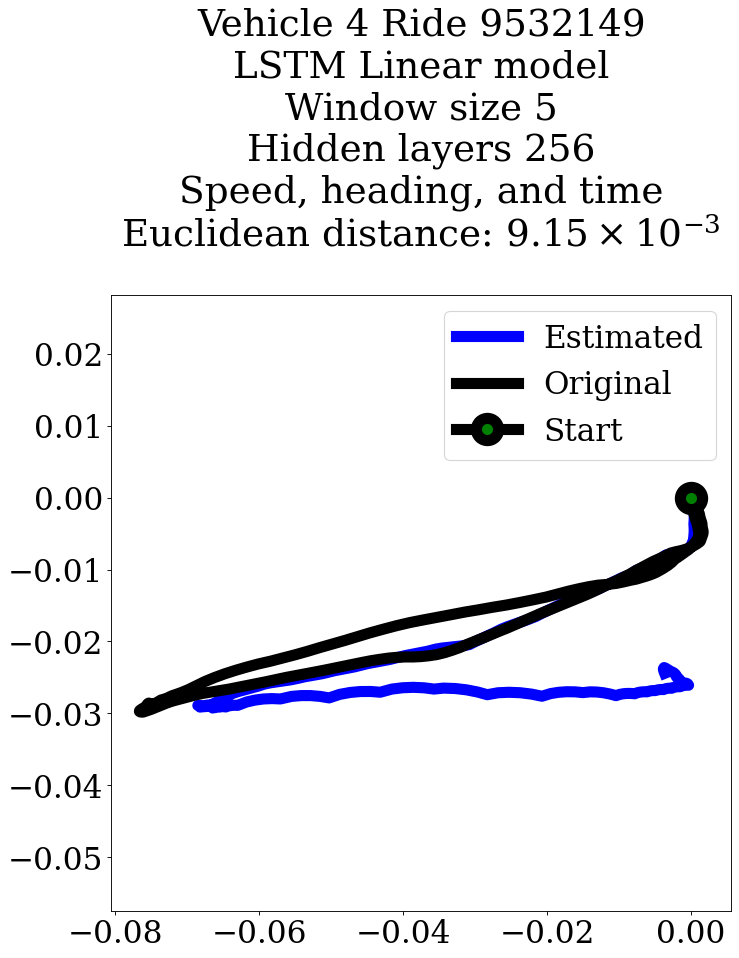 Vehicle 4 Ride 9532149
LSTM Linear model
Window size 5
Hidden layers 256
Speed, heading, and time
Euclidean distance: 9.15 × 10⁻³
Estimated
Original
Start
0.02
0.01
0.00
−0.01
−0.02
−0.03
−0.04
−0.05
−0.08 −0.06 −0.04 −0.02 0.00